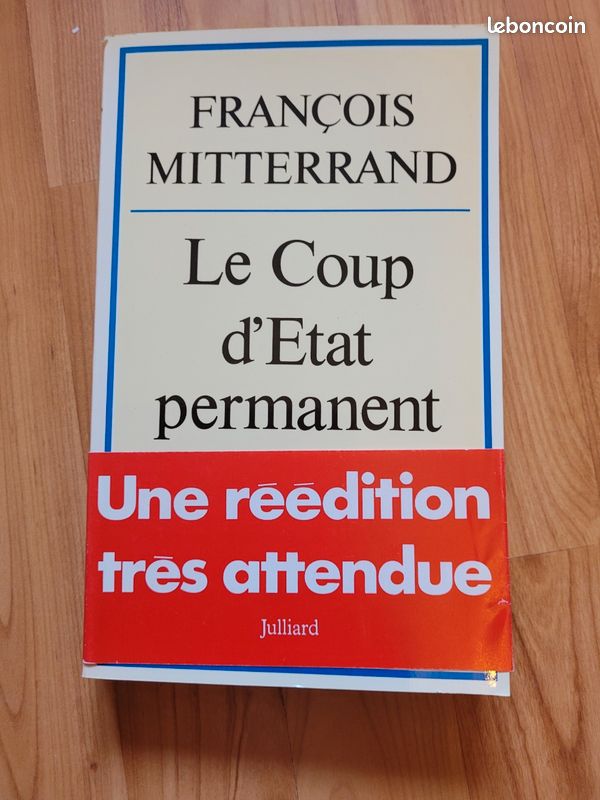 leboncoin
FRANÇOIS
MITTERRAND
Le Coup
d'Etat
permanent
Une réédition
très attendue
Julliard